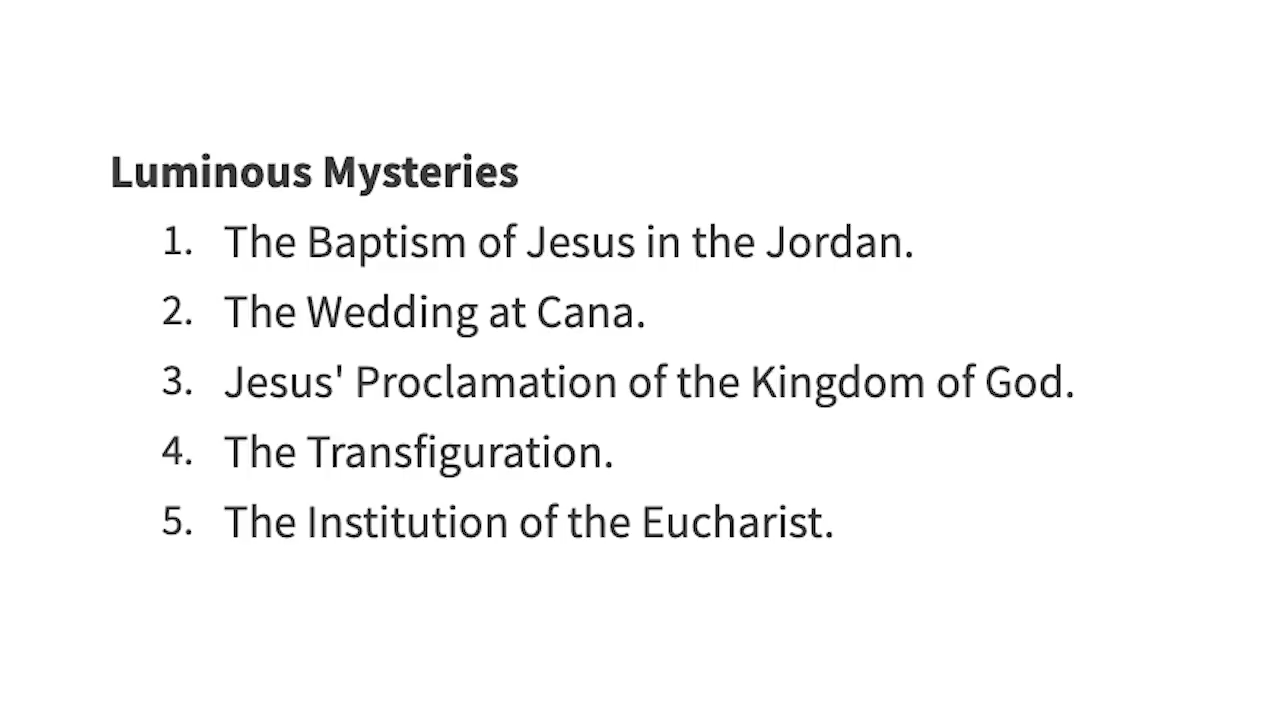 Luminous Mysteries
1. The Baptism of Jesus in the Jordan.
2. The Wedding at Cana.
3. Jesus' Proclamation of the Kingdom of God.
4. The Transfiguration.
5. The Institution of the Eucharist.